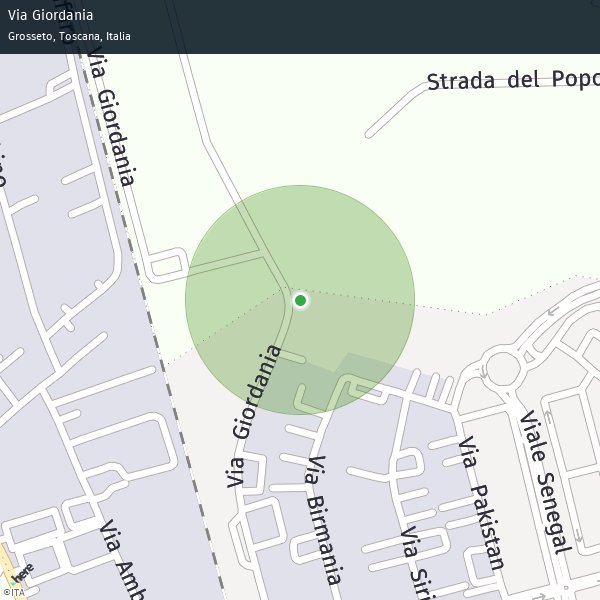 Via Giordania
Grosseto, Toscana, Italia
Via Giordania
Strada del Popo
Via Giordania
Via Birmania
Via Pakistan
Viale Senegal
Via Siri
Via Amb
here
©ITA